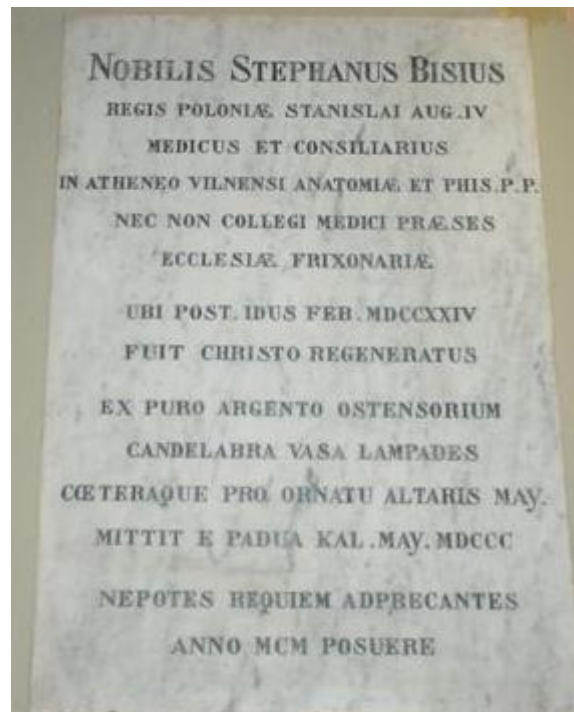 NOBILIS STEPHANUS BISIUS
REGIS POLONIÆ STANISLAI AUG.IV
MEDICUS ET CONSILIARIUS
IN ATHENEO VILNENSI ANATOMIÆ ET PHIS.P.P.
NEC NON COLLEGI MEDICI PRÆSES
ECCLESIÆ FRIXONARIÆ
UBI POST. IDUS FEB. MDCCXXIV
FUIT CHRISTO REGENERATUS
EX PURO ARGENTO OSTENSORIUM
CANDELABRA VASA LAMPADES
CŒTERAQUE PRO ORNATU ALTARIS MAY.
MITTIT E PADUA KAL. MAY. MDCCC
NEPOTES REQUIEM ADPRECANTES
ANNO MCM POSUERE